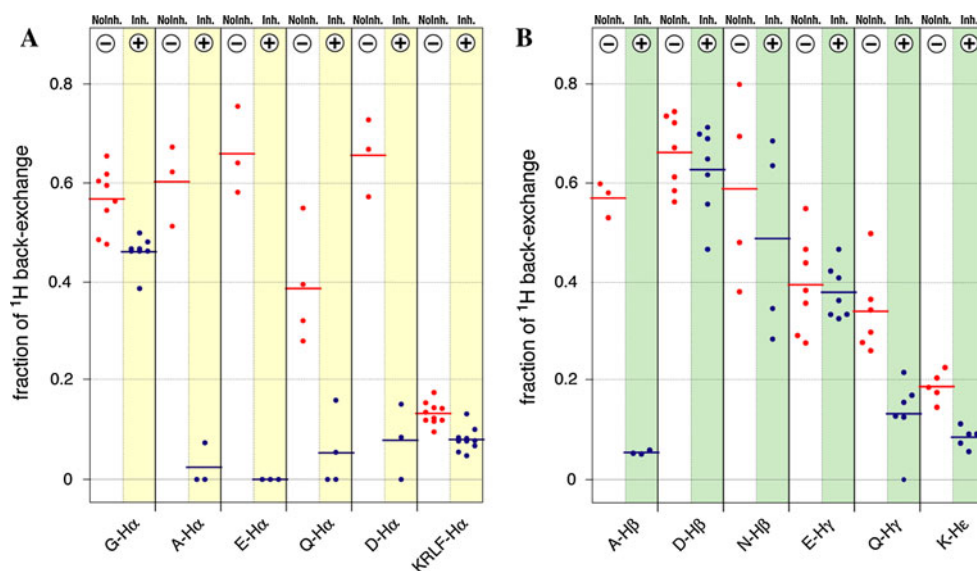 NoInh. Inh. NoInh. Inh. NoInh. Inh. NoInh. Inh. NoInh. Inh. NoInh. Inh.
A
− + − + − + − + − + − +
fraction of ¹H back-exchange
0.8
0.6
0.4
0.2
0
G-Hα A-Hα E-Hα Q-Hα D-Hα KRLF-Hα
NoInh. Inh. NoInh. Inh. NoInh. Inh. NoInh. Inh. NoInh. Inh. NoInh. Inh.
B
− + − + − + − + − + − +
fraction of ¹H back-exchange
0.8
0.6
0.4
0.2
0
A-Hβ D-Hβ N-Hβ E-Hγ Q-Hγ K-Hε